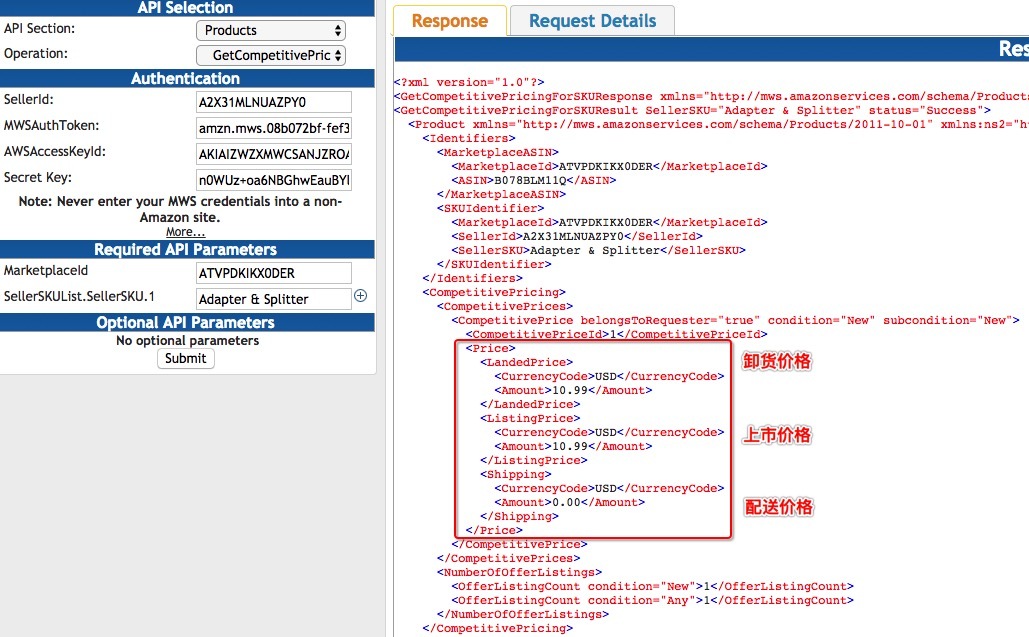 API Selection
API Section:
Products
Operation:
GetCompetitivePric
Authentication
SellerId:
A2X31MLNUAZPY0
MWSAuthToken:
amzn.mws.08b072bf-fef3
AWSAccessKeyId:
AKIAIZWZXMWCSANJZROA
Secret Key:
n0WUz+oa6NBGhwEauBYI
Note: Never enter your MWS credentials into a non-
Amazon site.
More...
Required API Parameters
MarketplaceId
ATVPDKIKX0DER
SellerSKUList.SellerSKU.1
Adapter & Splitter
Optional API Parameters
No optional parameters
Submit
Response
Request Details
Res
<?xml version="1.0"?>
<GetCompetitivePricingForSKUResponse xmlns="http://mws.amazonservices.com/schema/Products
<GetCompetitivePricingForSKUResult SellerSKU="Adapter & Splitter" status="Success">
<Product xmlns="http://mws.amazonservices.com/schema/Products/2011-10-01" xmlns:ns2="ht
<Identifiers>
<MarketplaceASIN>
<MarketplaceId>ATVPDKIKX0DER</MarketplaceId>
<ASIN>B078BLM11Q</ASIN>
</MarketplaceASIN>
<SKUIdentifier>
<MarketplaceId>ATVPDKIKX0DER</MarketplaceId>
<SellerId>A2X31MLNUAZPY0</SellerId>
<SellerSKU>Adapter & Splitter</SellerSKU>
</SKUIdentifier>
</Identifiers>
<CompetitivePricing>
<CompetitivePrices>
<CompetitivePrice belongsToRequester="true" condition="New" subcondition="New">
<CompetitivePriceId>1</CompetitivePriceId>
<Price>
<LandedPrice>
卸货价格
<CurrencyCode>USD</CurrencyCode>
<Amount>10.99</Amount>
</LandedPrice>
<ListingPrice>
<CurrencyCode>USD</CurrencyCode>
上市价格
<Amount>10.99</Amount>
</ListingPrice>
<Shipping>
<CurrencyCode>USD</CurrencyCode>
<Amount>0.00</Amount>
配送价格
</Shipping>
</Price>
</CompetitivePrice>
</CompetitivePrices>
<NumberOfOfferListings>
<OfferListingCount condition="New">1</OfferListingCount>
<OfferListingCount condition="Any">1</OfferListingCount>
</NumberOfOfferListings>
</CompetitivePricing>